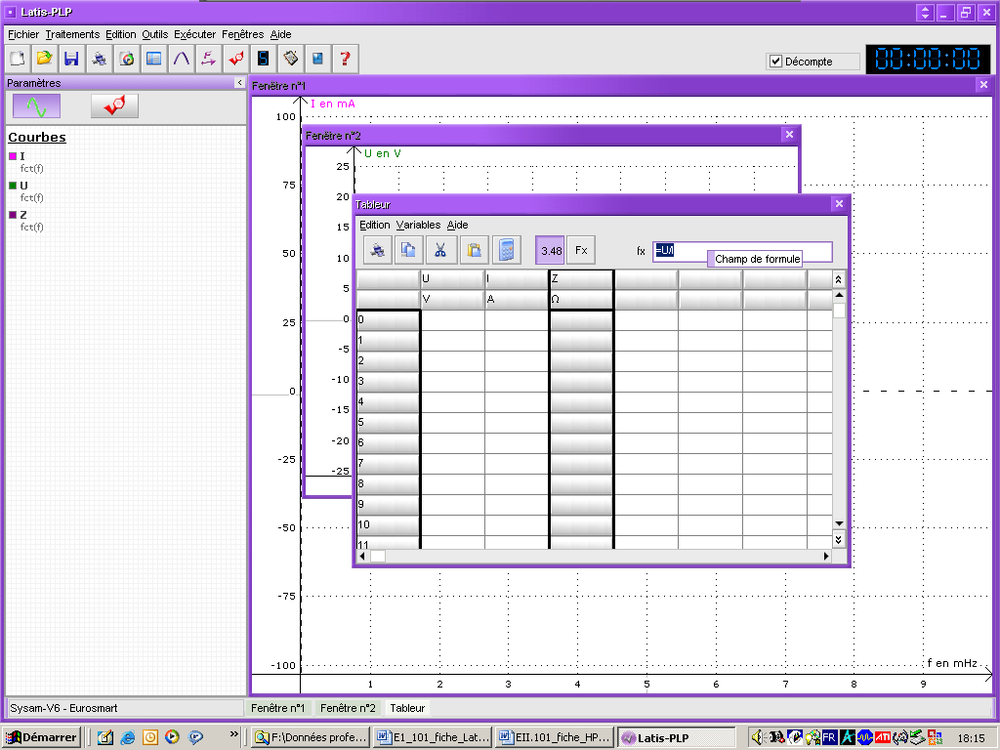 Latis-PLP
Fichier Traitements Edition Outils Exécuter Fenêtres Aide
Décompte 00:00:00
Paramètres
Courbes
I
fct(f)
U
fct(f)
Z
fct(f)
Fenêtre n°1
I en mA
100
75
50
25
0
-25
-50
-75
-100
1 2 3 4 5 6 7 8 9
f en mHz
Fenêtre n°2
U en V
25
20
15
10
5
0
-5
-10
-15
-20
-25
Tableur
Edition Variables Aide
3.48 Fx fx =U/I
Champ de formule
U I Z
V A Ω
0
1
2
3
4
5
6
7
8
9
10
11
Sysam-V6 - Eurosmart Fenêtre n°1 Fenêtre n°2 Tableur
Démarrer » F:\Données profe... E1_101_fiche_Lat... EII.101_fiche_HP... Latis-PLP FR ATI 18:15